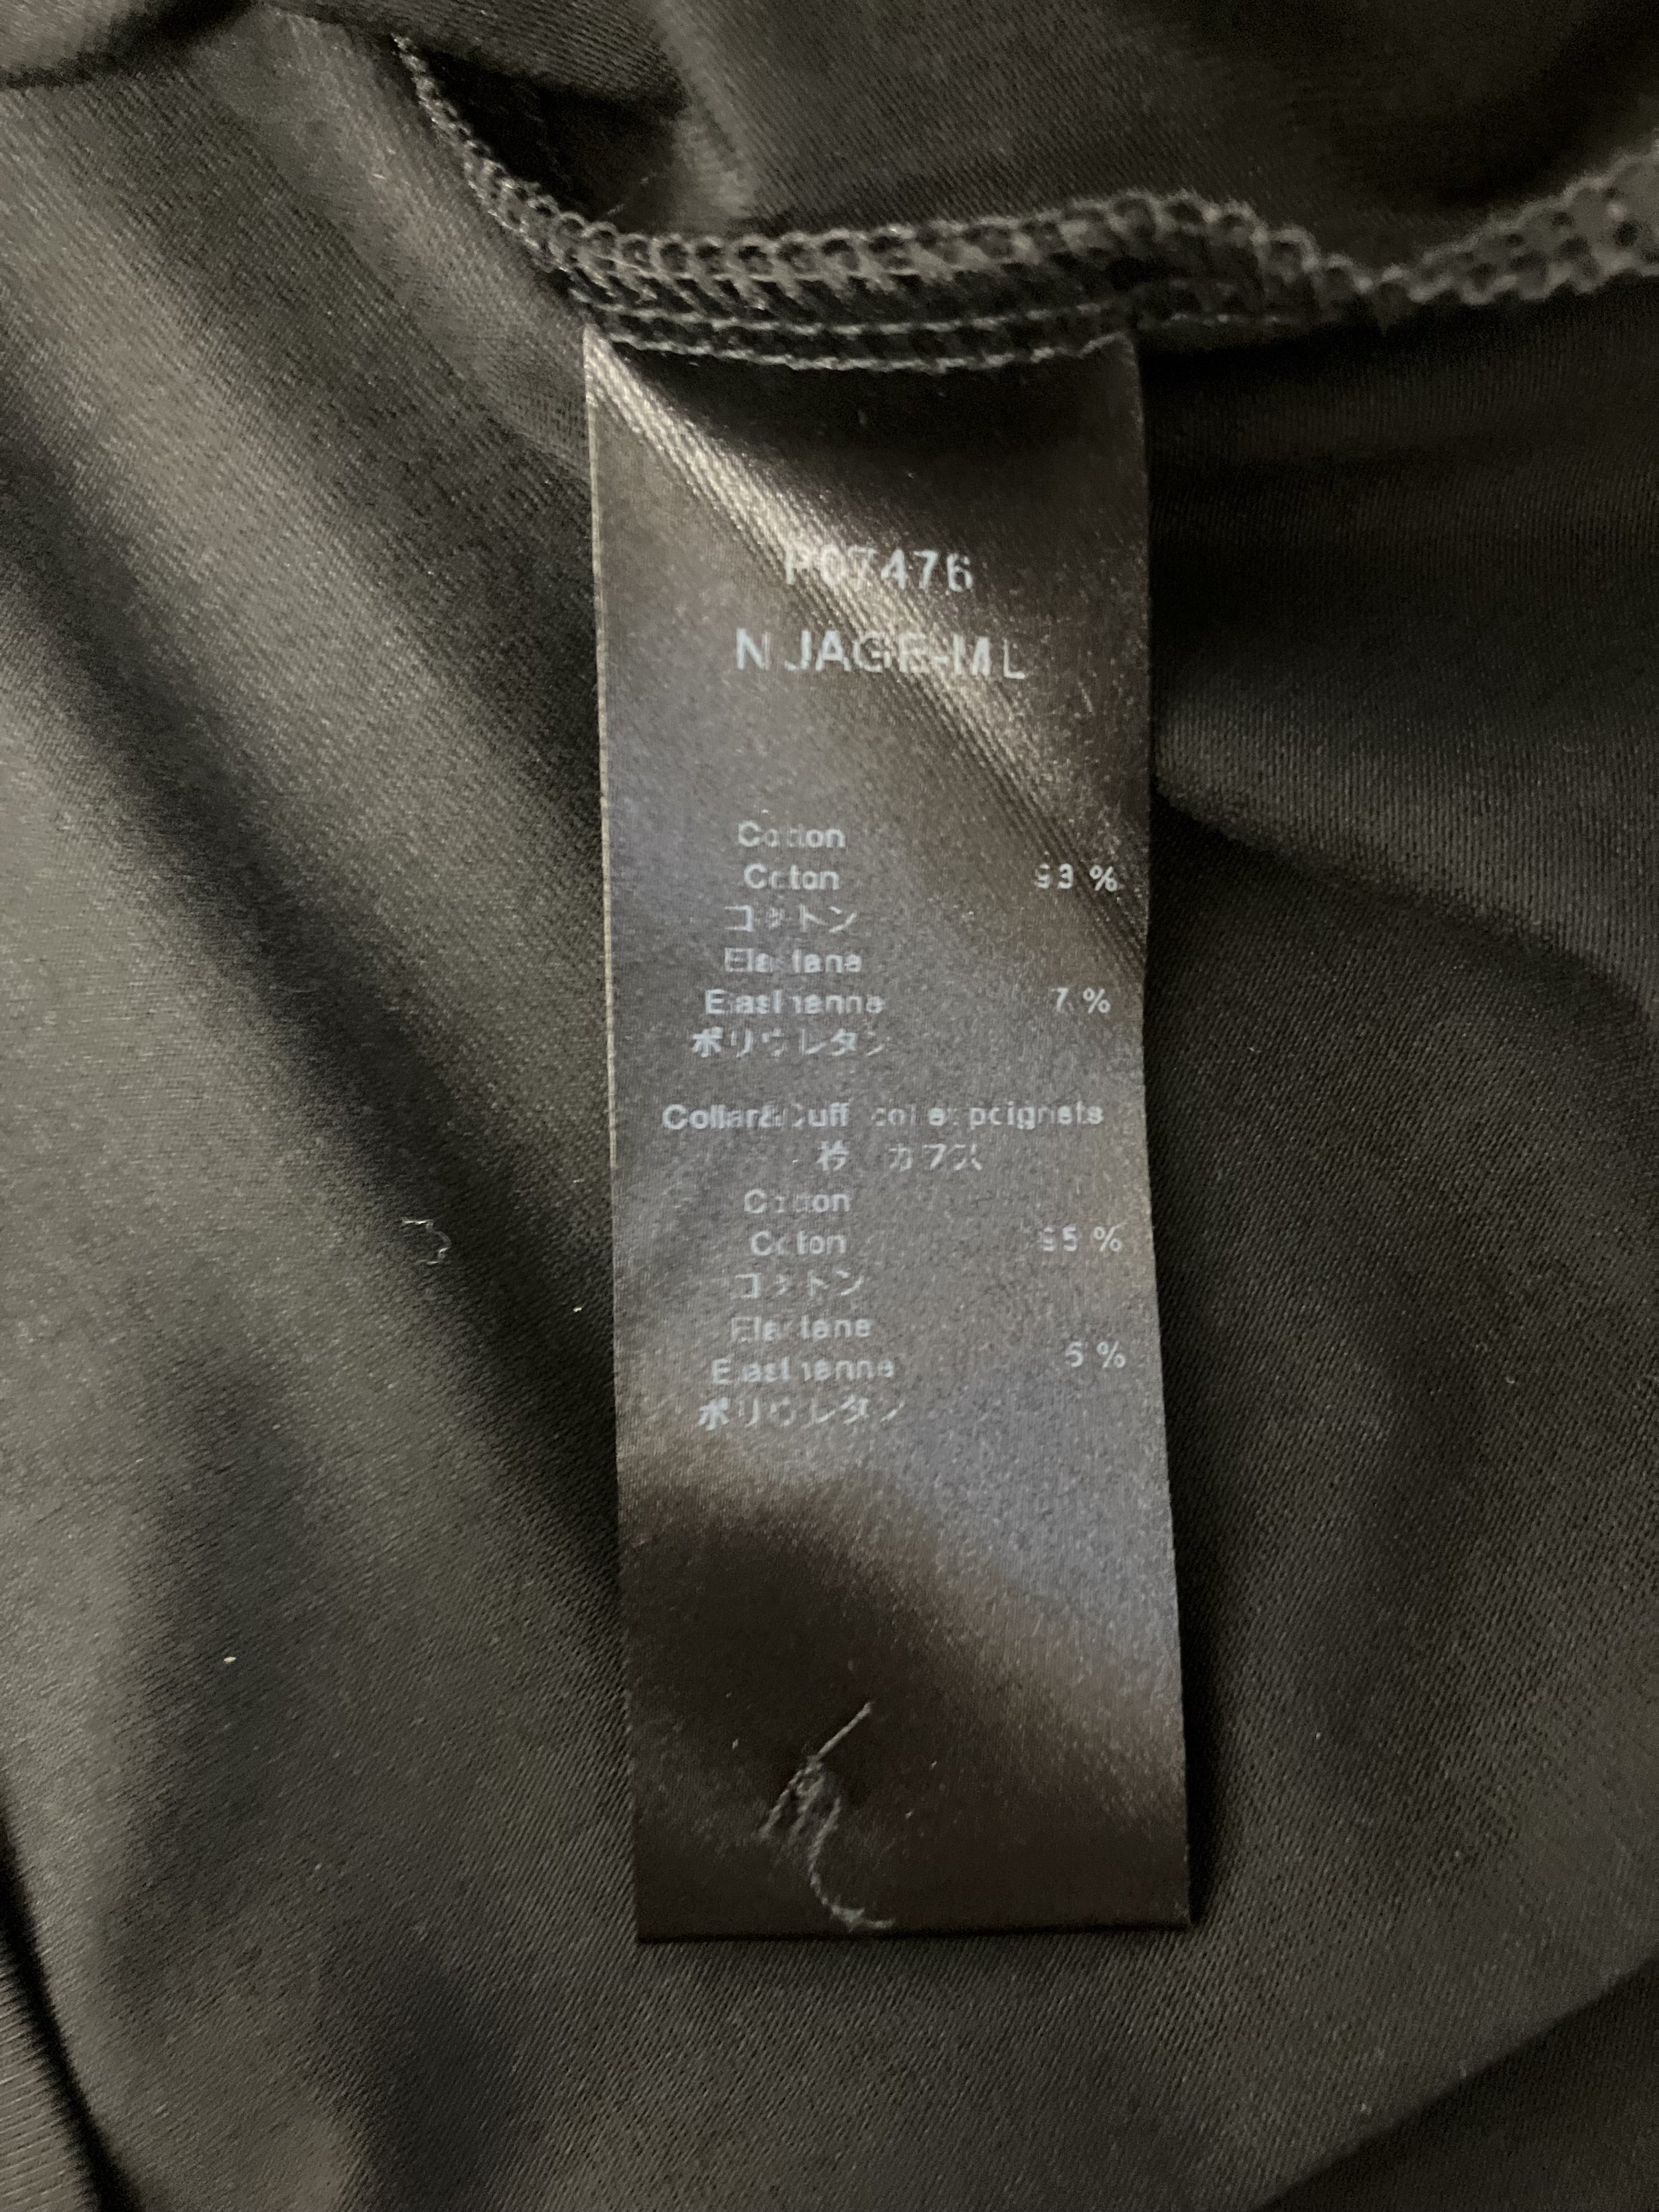 P07476
N JAGE-ML
Cotton
Coton 93 %
コットン
Elastane
Elasthanne 7 %
ポリウレタン
Collar&Cuff col et poignets
衿 カフス
Cotton
Coton 95 %
コットン
Elastane
Elasthanne 5 %
ポリウレタン